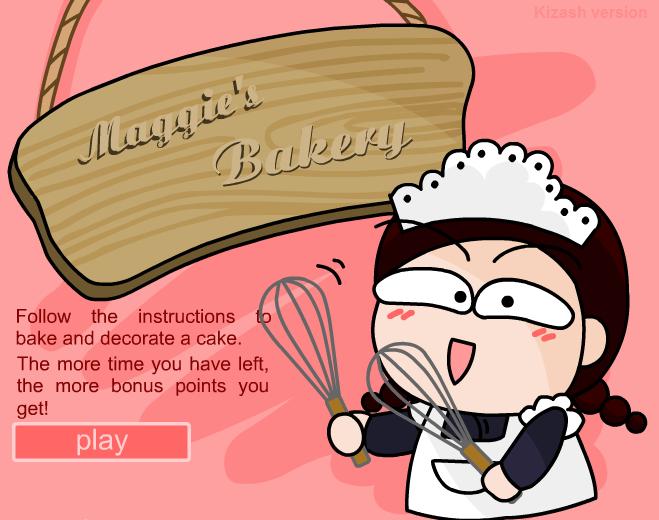 Kizash version
Maggie's
Bakery
Follow the instructions to
bake and decorate a cake.
The more time you have left,
the more bonus points you
get!
play